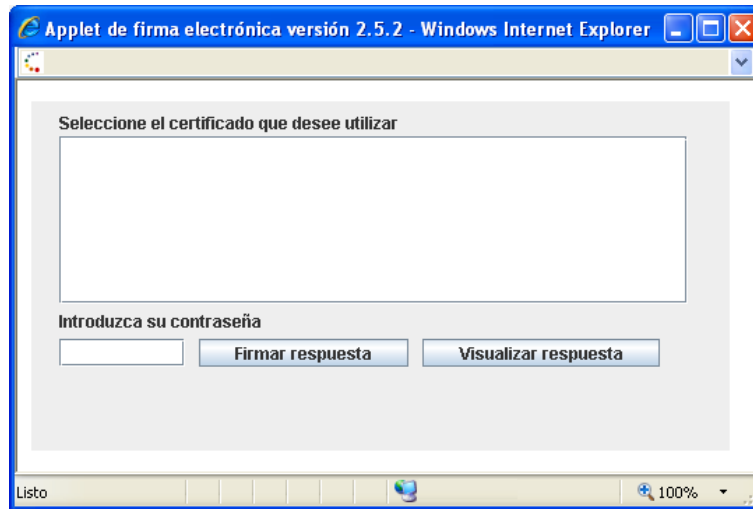 Applet de firma electrónica versión 2.5.2 - Windows Internet Explorer
Seleccione el certificado que desee utilizar
Introduzca su contraseña
Firmar respuesta
Visualizar respuesta
Listo
100%